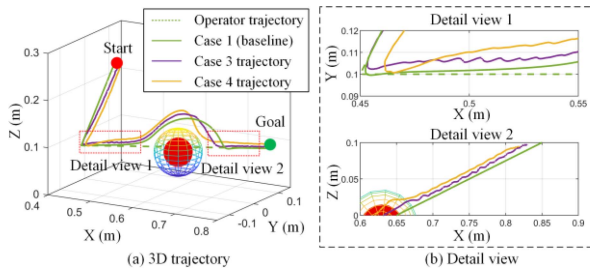 Operator trajectory
Case 1 (baseline)
Case 3 trajectory
Case 4 trajectory
Start
Goal
Detail view 1
Detail view 2
0.3
0.2
0.1
0
Z (m)
0.4
0.5
0.6
0.7
0.8
X (m)
-0.1
0
0.1
Y (m)
(a) 3D trajectory
Detail view 1
0.12
0.11
0.1
0.09
Y (m)
0.45
0.5
0.55
X (m)
Detail view 2
0.1
0.05
0
Z (m)
0.6
0.65
0.7
0.75
0.8
0.85
0.9
X (m)
(b) Detail view